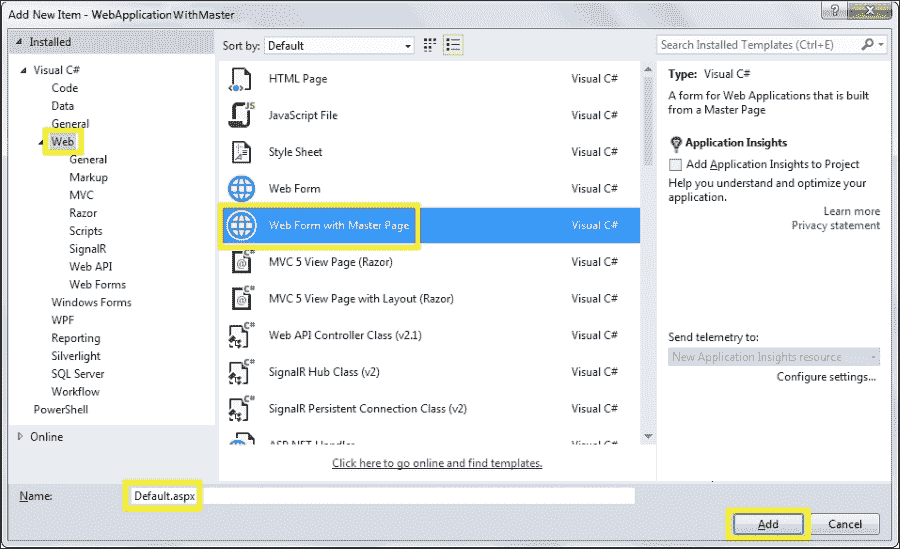 Add New Item - WebApplicationWithMaster
?
X
Installed
Sort by: Default
Search Installed Templates (Ctrl+E)
Visual C#
Code
Data
General
Web
General
Markup
MVC
Razor
Scripts
SignalR
Web API
Web Forms
Windows Forms
WPF
Reporting
Silverlight
SQL Server
Workflow
PowerShell
Online
HTML Page Visual C#
JS
JavaScript File Visual C#
Style Sheet Visual C#
Web Form Visual C#
Web Form with Master Page Visual C#
C#
@
MVC 5 View Page (Razor) Visual C#
C#
@
MVC 5 View Page with Layout (Razor) Visual C#
C#
Web API Controller Class (v2.1) Visual C#
C#
SignalR Hub Class (v2) Visual C#
C#
SignalR Persistent Connection Class (v2) Visual C#
C#
ASP.NET Handler Visual C#
Click here to go online and find templates.
Type: Visual C#
A form for Web Applications that is built
from a Master Page
Application Insights
Add Application Insights to Project
Help you understand and optimize your
application.
Learn more
Privacy statement
Send telemetry to:
New Application Insights resource
Configure settings...
Name: Default.aspx
Add
Cancel